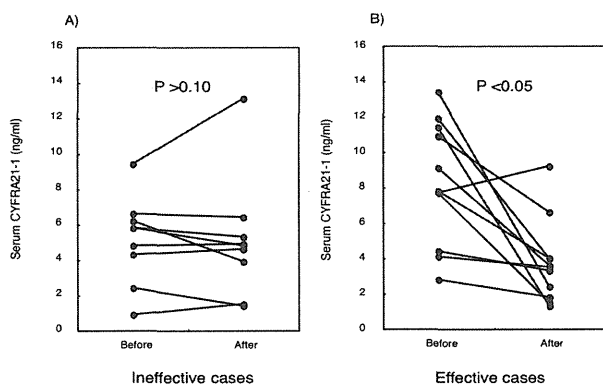 A)
16
14
12
10
8
6
4
2
0
Serum CYFRA21-1 (ng/ml)
P >0.10
Before
After
Ineffective cases
B)
16
14
12
10
8
6
4
2
0
Serum CYFRA21-1 (ng/ml)
P <0.05
Before
After
Effective cases